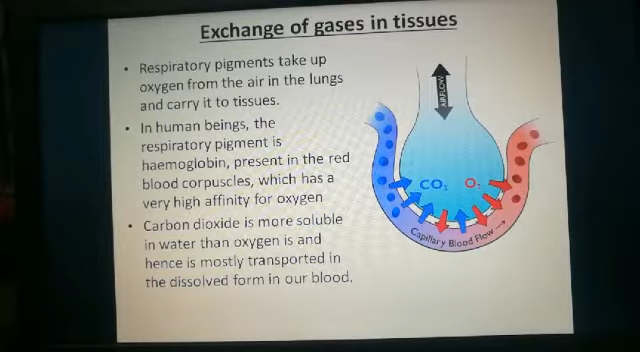 Exchange of gases in tissues
• Respiratory pigments take up
oxygen from the air in the lungs
and carry it to tissues.
• In human beings, the
respiratory pigment is
haemoglobin, present in the red
blood corpuscles, which has a
very high affinity for oxygen
• Carbon dioxide is more soluble
in water than oxygen is and
hence is mostly transported in
the dissolved form in our blood.
AIRFLOW
CO₂ O₂
Capillary Blood Flow →